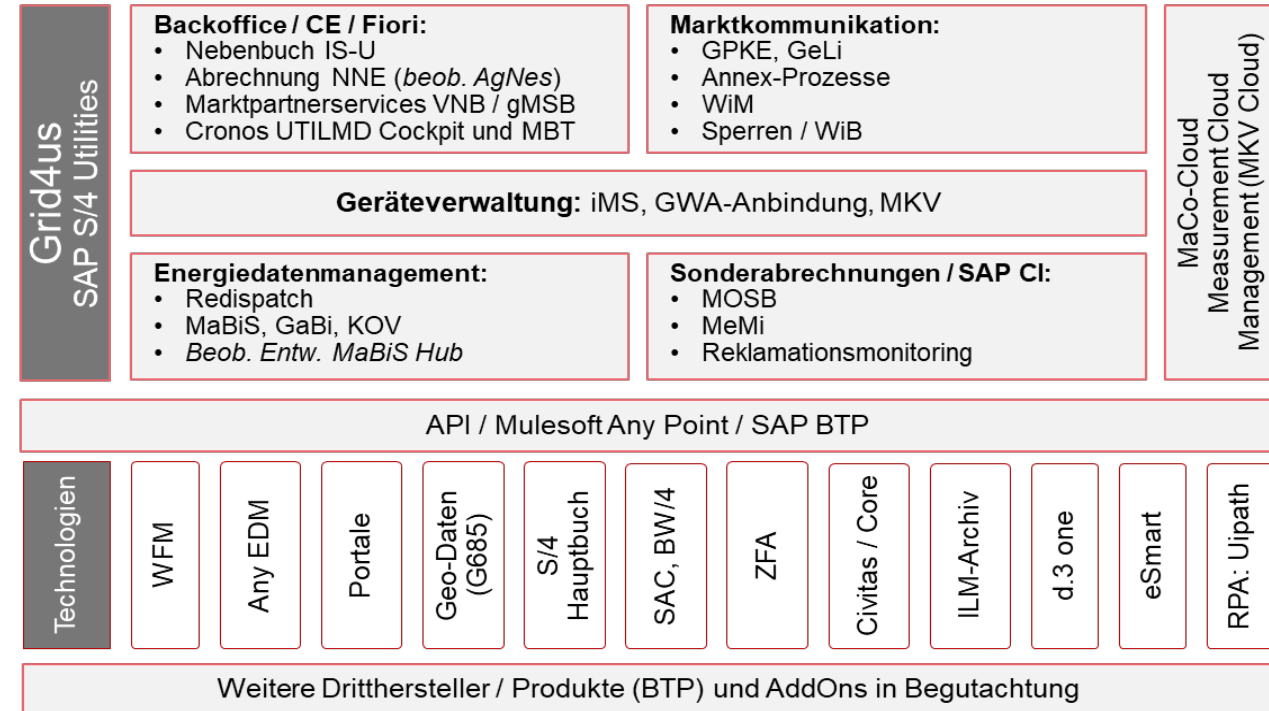 Grid4us
SAP S/4 Utilities
Backoffice / CE / Fiori:
• Nebenbuch IS-U
• Abrechnung NNE (beob. AgNes)
• Marktpartnerservices VNB / gMSB
• Cronos UTILMD Cockpit und MBT
Marktkommunikation:
• GPKE, GeLi
• Annex-Prozesse
• WiM
• Sperren / WiB
Geräteverwaltung: iMS, GWA-Anbindung, MKV
Energiedatenmanagement:
• Redispatch
• MaBiS, GaBi, KOV
• Beob. Entw. MaBiS Hub
Sonderabrechnungen / SAP CI:
• MOSB
• MeMi
• Reklamationsmonitoring
MaCo-Cloud
Measurement Cloud
Management (MKV Cloud)
API / Mulesoft Any Point / SAP BTP
Technologien
WFM
Any EDM
Portale
Geo-Daten
(G685)
S/4
Hauptbuch
SAC, BW/4
ZFA
Civitas / Core
ILM-Archiv
d.3 one
eSmart
RPA: Uipath
Weitere Dritthersteller / Produkte (BTP) und AddOns in Begutachtung